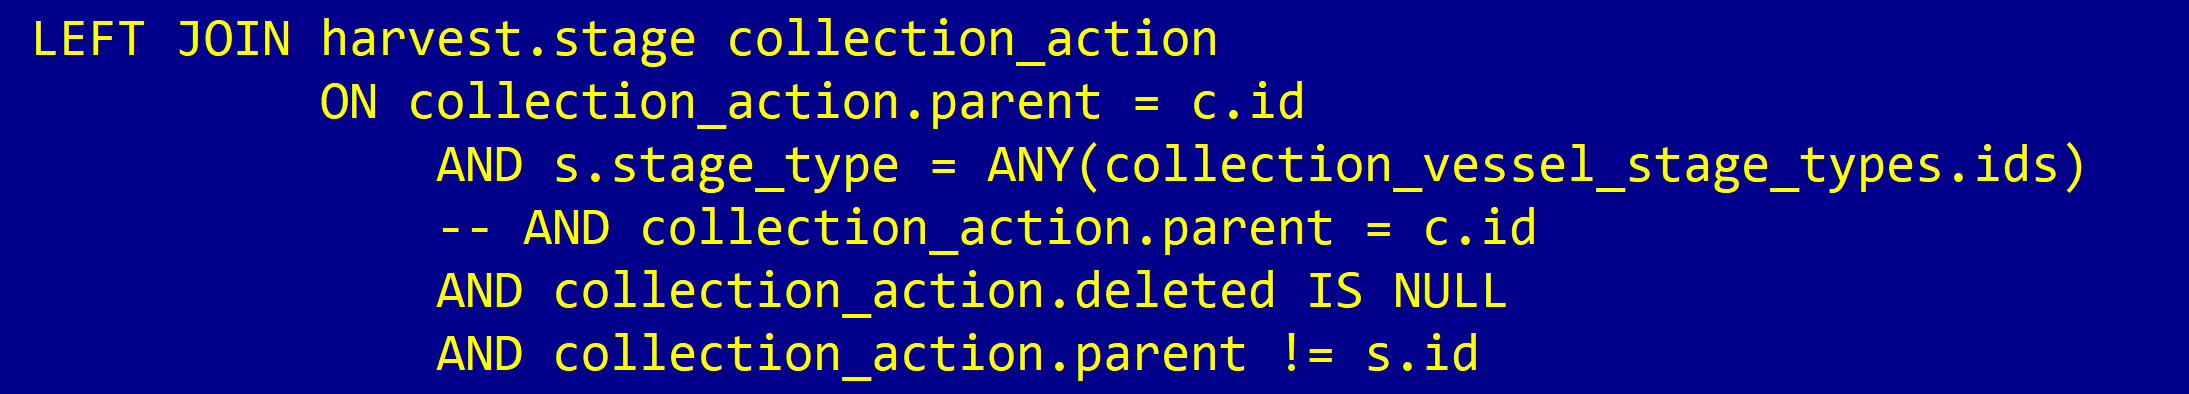 LEFT JOIN harvest.stage collection_action
ON collection_action.parent = c.id
AND s.stage_type = ANY(collection_vessel_stage_types.ids)
-- AND collection_action.parent = c.id
AND collection_action.deleted IS NULL
AND collection_action.parent != s.id